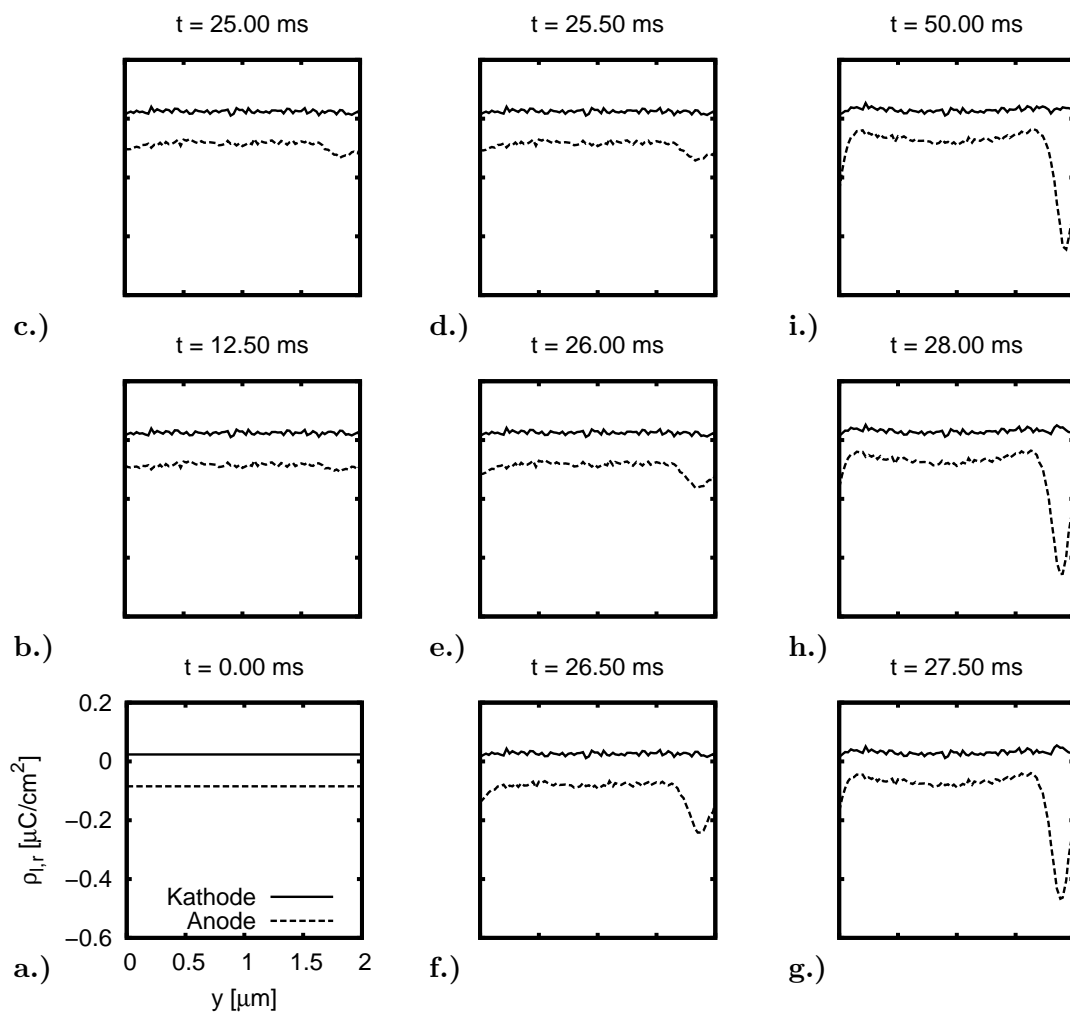 t = 25.00 ms
t = 25.50 ms
t = 50.00 ms
c.)
d.)
i.)
t = 12.50 ms
t = 26.00 ms
t = 28.00 ms
b.)
e.)
h.)
t = 0.00 ms
t = 26.50 ms
t = 27.50 ms
0.2
0
−0.2
−0.4
−0.6
ρl,r [μC/cm²]
Kathode
Anode
0 0.5 1 1.5 2
y [μm]
a.)
f.)
g.)